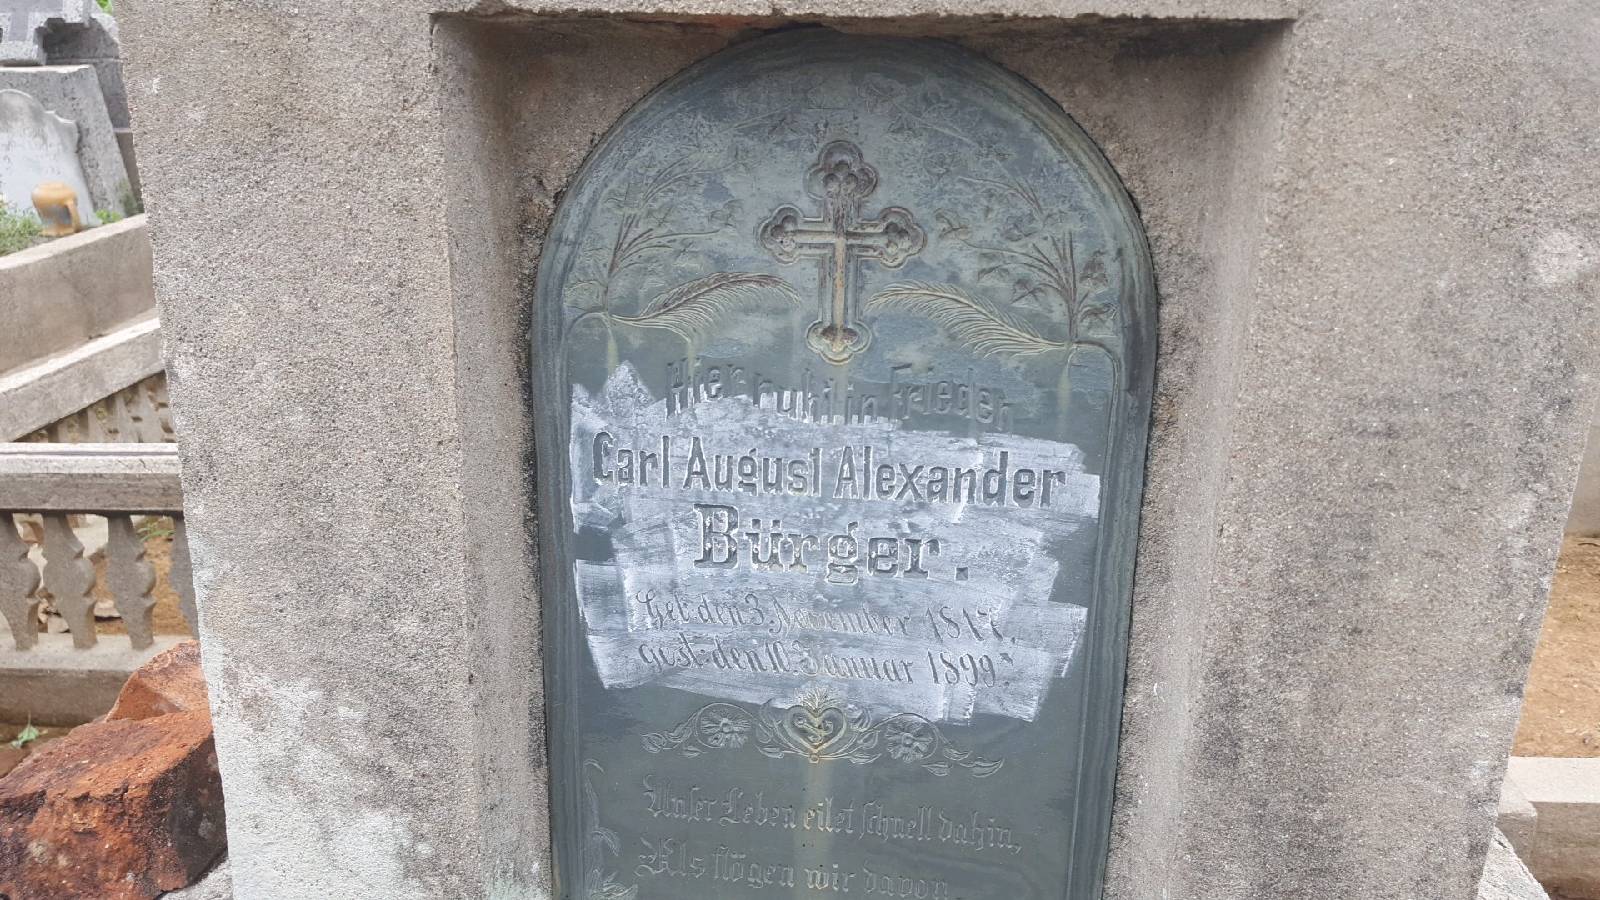 Hier ruht in Frieden
Carl August Alexander
Bürger.
Geb. den 3. November 1817,
gest. den 10. Januar 1899.
Unser Leben eilet schnell dahin,
Als flögen wir davon.